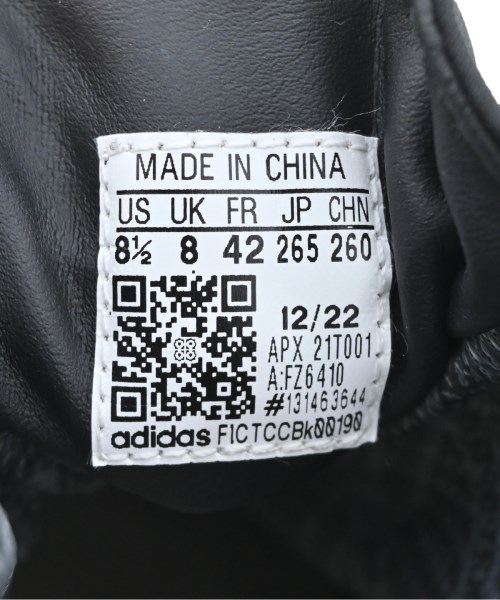 MADE IN CHINA
US UK FR JP CHN
8½ 8 42 265 260
12/22
APX 21T001
A:FZ6410
#131463644
adidas FICTCCBk00190